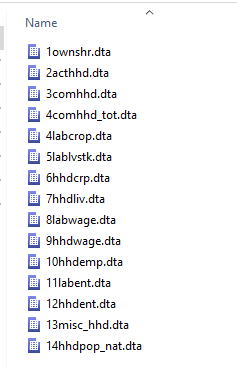 Name
1ownshr.dta
2acthhd.dta
3comhhd.dta
4comhhd_tot.dta
4labcrop.dta
5lablvstk.dta
6hhdcrp.dta
7hhdliv.dta
8labwage.dta
9hhdwage.dta
10hhdemp.dta
11labent.dta
12hhdent.dta
13misc_hhd.dta
14hhdpop_nat.dta